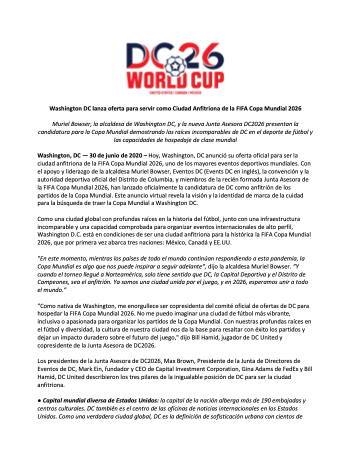 DC26
WORLD CUP
UNITED STATES | CANADA | MEXICO
Washington DC lanza oferta para servir como Ciudad Anfitriona de la FIFA Copa Mundial 2026
Muriel Bowser, la alcaldesa de Washington DC, y la nueva Junta Asesora DC2026 presentan la
candidatura para la Copa Mundial demostrando las raíces incomparables de DC en el deporte de fútbol y
las capacidades de hospedaje de clase mundial
Washington, DC — 30 de junio de 2020 – Hoy, Washington DC anunció su oferta oficial para ser la
ciudad anfitriona de la FIFA Copa Mundial 2026, uno de los mayores eventos deportivos mundiales. Con
el apoyo y liderazgo de la alcaldesa Muriel Bowser, Eventos DC (Events DC en inglés), la convención y la
autoridad deportiva oficial del Distrito de Columbia, y miembros de la recién formada Junta Asesora de
la FIFA Copa Mundial 2026, han lanzado oficialmente la candidatura de DC como anfitrión de los
partidos de la Copa Mundial. Este anuncio virtual revela la visión y la identidad de marca de la cuidad
para la búsqueda de traer la Copa Mundial a Washington DC.
Como una ciudad global con profundas raíces en la historia del fútbol, junto con una infraestructura
incomparable y una capacidad comprobada para organizar eventos internacionales de alto perfil,
Washington D.C. está en condiciones de ser una ciudad anfitriona para la histórica la FIFA Copa Mundial
2026, que por primera vez abarca tres naciones: México, Canadá y EE.UU.
"En este momento, mientras los países de todo el mundo continúan respondiendo a esta pandemia, la
Copa Mundial es algo que nos puede inspirar a seguir adelante", dijo la alcaldesa Muriel Bowser. "Y
cuando el torneo llegué a Norteamérica, solo tiene sentido que DC, la Capital Deportiva y el Distrito de
Campeones, sea el anfitrión. Ya somos una ciudad unida por el juego, y en 2026, esperamos unir a todo
el mundo."
"Como nativa de Washington, me enorgullece ser copresidenta del comité oficial de ofertas de DC para
hospedar la FIFA Copa Mundial 2026. No me puedo imaginar una ciudad de fútbol más vibrante,
inclusiva o apasionada para organizar los partidos de la Copa Mundial. Con nuestras profundas raíces en
el fútbol y diversidad, la cultura de nuestra ciudad nos da la base para resaltar con éxito los partidos y
dejar un impacto duradero sobre el futuro del juego," dijo Bill Hamid, jugador de DC United y
copresidente de la Junta Asesora de DC2026.
Los presidentes de la Junta Asesora de DC2026, Max Brown, Presidente de la Junta de Directores de
Eventos de DC, Mark Ein, fundador y CEO de Capital Investment Corporation, Gina Adams de FedEx y Bill
Hamid, DC United describieron los tres pilares de la inigualable posición de DC para ser la ciudad
anfitriona.
● Capital mundial diversa de Estados Unidos: la capital de la nación alberga más de 190 embajadas y
centros culturales. DC también es el centro de las oficinas de noticias internacionales en los Estados
Unidos. Como una verdadera ciudad global, DC es la definición de sofisticación urbana con cientos de